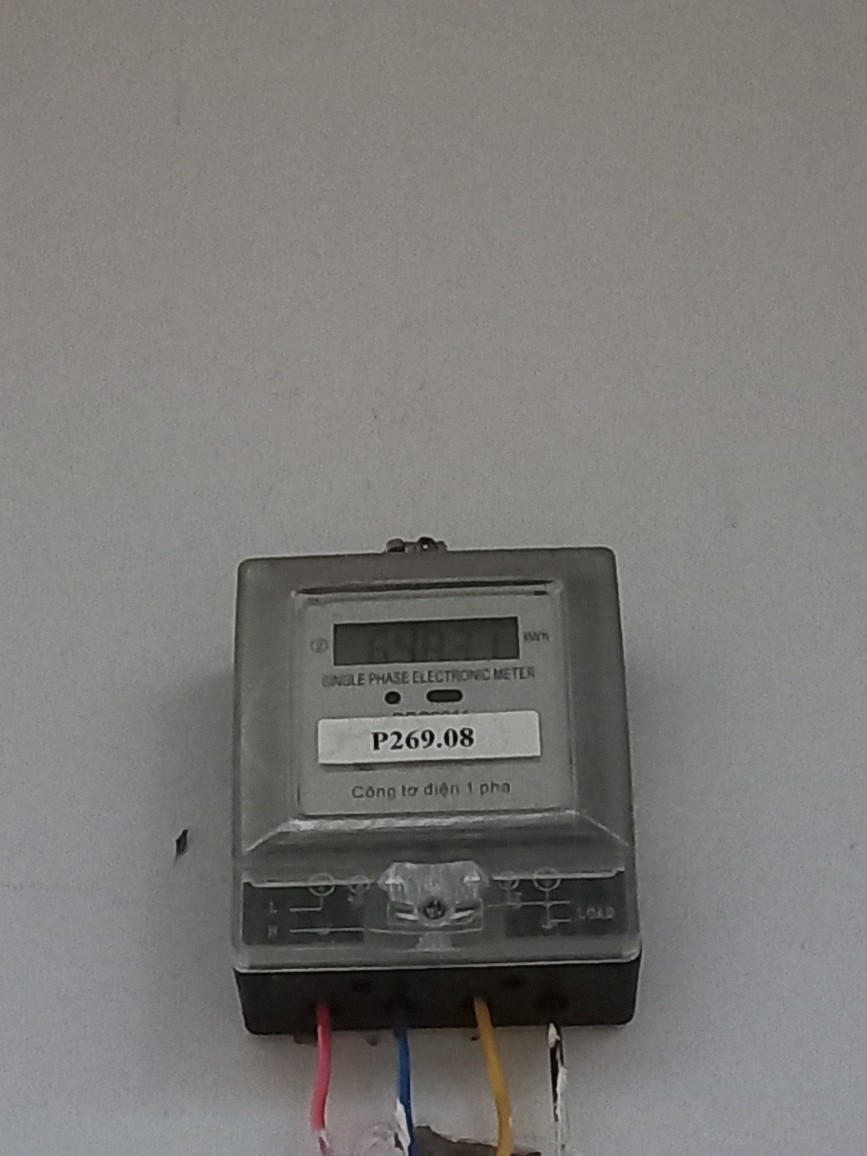 kWh
SINGLE PHASE ELECTRONIC METER
P269.08
Công tơ điện 1 pha
L
N
LOAD